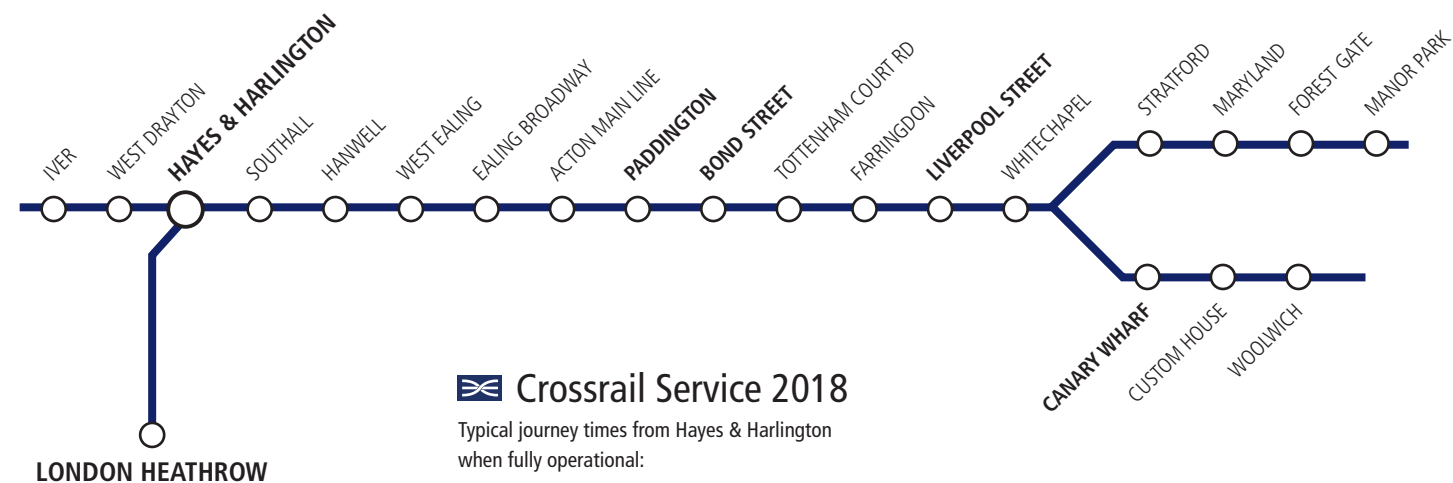 IVER
WEST DRAYTON
HAYES & HARLINGTON
SOUTHALL
HANWELL
WEST EALING
EALING BROADWAY
ACTON MAIN LINE
PADDINGTON
BOND STREET
TOTTENHAM COURT RD
FARRINGDON
LIVERPOOL STREET
WHITECHAPEL
STRATFORD
MARYLAND
FOREST GATE
MANOR PARK
CANARY WHARF
CUSTOM HOUSE
WOOLWICH
LONDON HEATHROW
Crossrail Service 2018
Typical journey times from Hayes & Harlington
when fully operational: